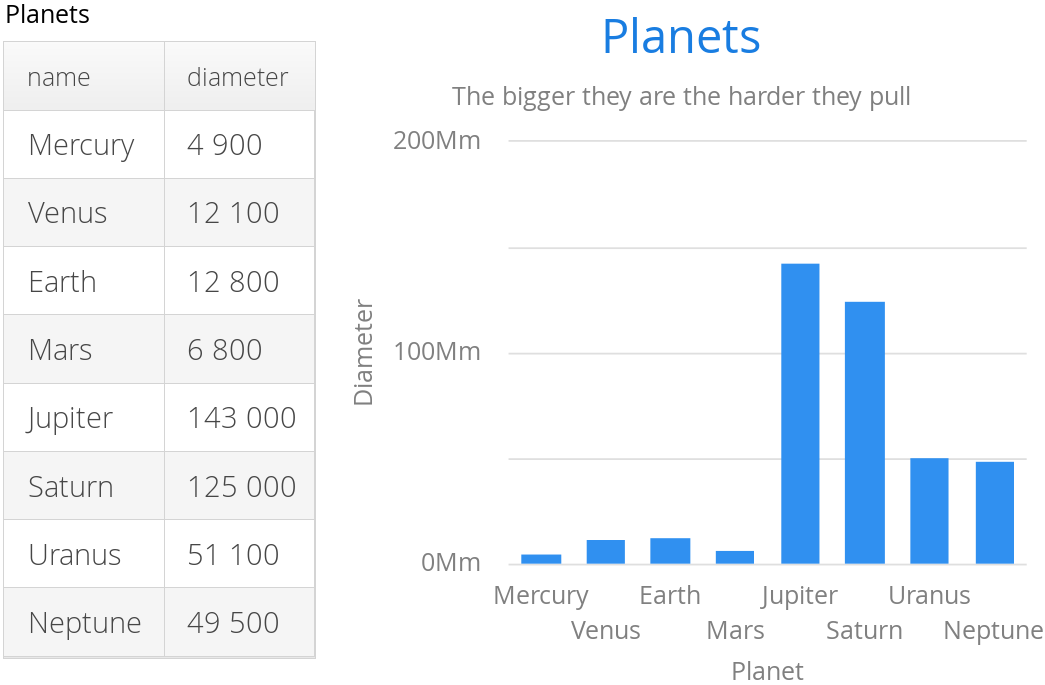 Planets
name diameter
Mercury 4 900
Venus 12 100
Earth 12 800
Mars 6 800
Jupiter 143 000
Saturn 125 000
Uranus 51 100
Neptune 49 500
Planets
The bigger they are the harder they pull
200Mm
100Mm
0Mm
Diameter
Mercury Earth Jupiter Uranus
Venus Mars Saturn Neptune
Planet